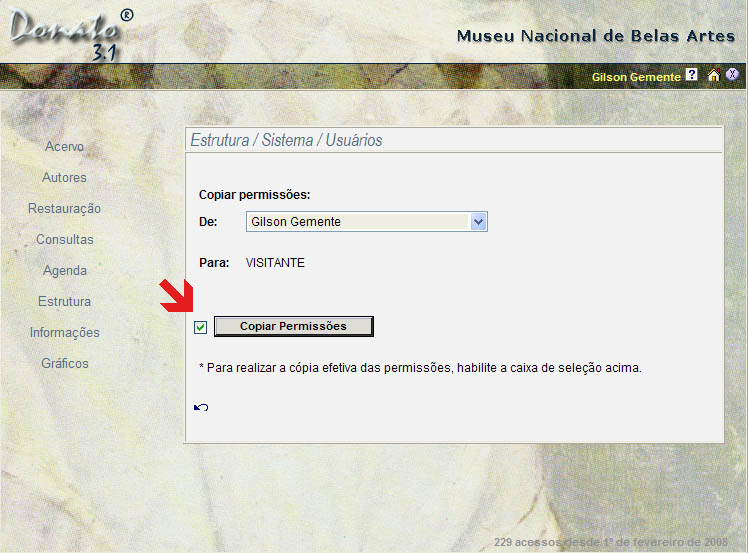 Donato ®
3.1
Museu Nacional de Belas Artes
Gilson Gemente ? X
Estrutura / Sistema / Usuários
Acervo
Autores
Restauração
Consultas
Agenda
Estrutura
Informações
Gráficos
Copiar permissões:
De: Gilson Gemente
Para: VISITANTE
Copiar Permissões
* Para realizar a cópia efetiva das permissões, habilite a caixa de seleção acima.
229 acessos desde 1º de fevereiro de 2008